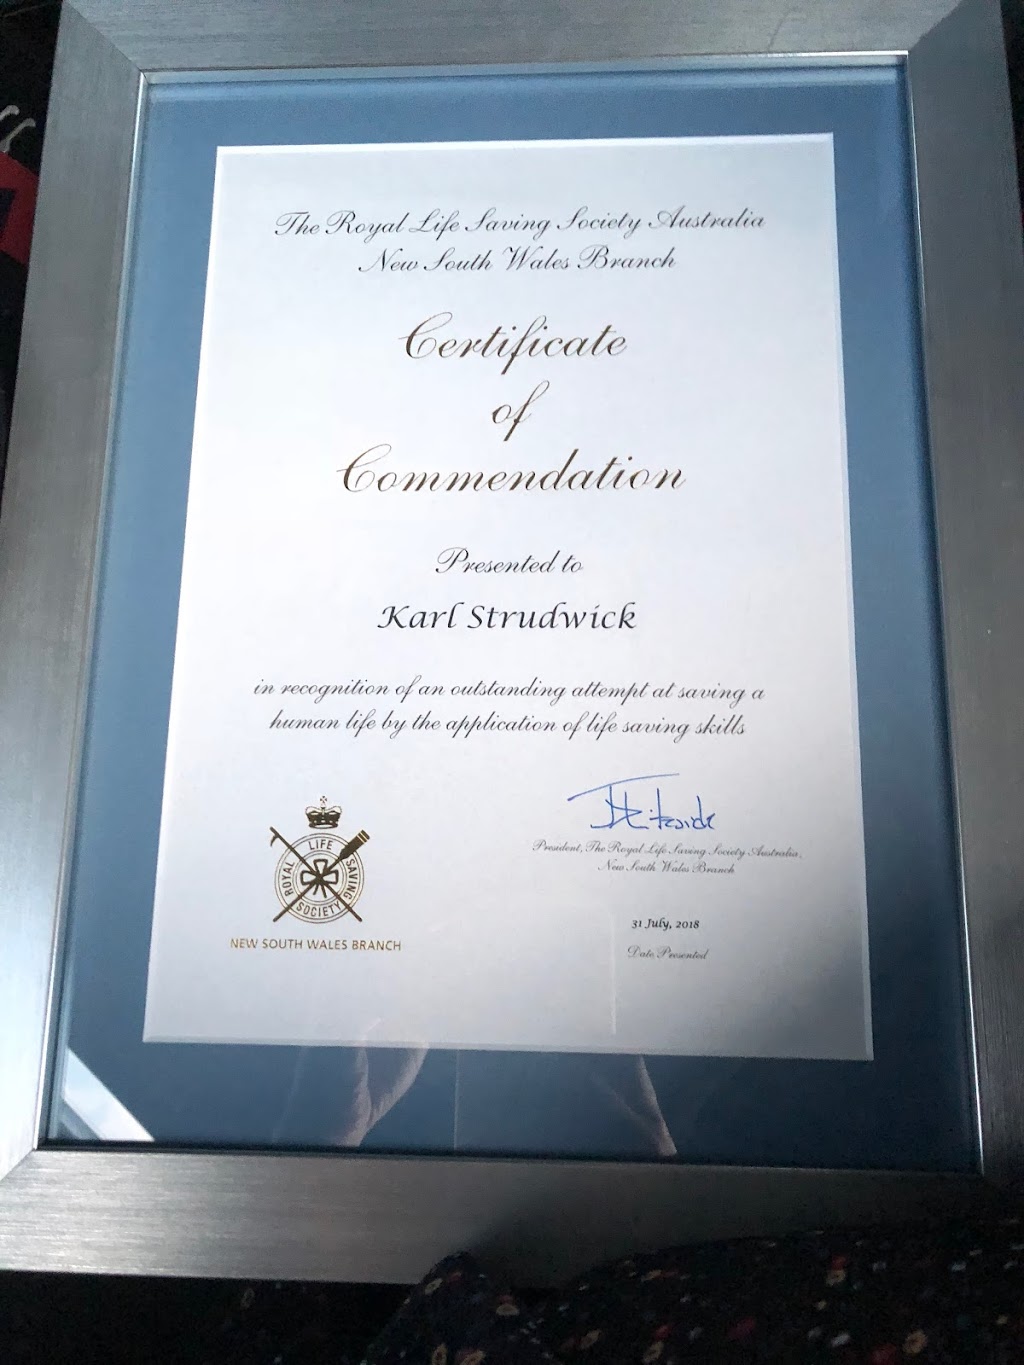 The Royal Life Saving Society Australia
New South Wales Branch
Certificate
of
Commendation
Presented to
Karl Strudwick
in recognition of an outstanding attempt at saving a
human life by the application of life saving skills
President, The Royal Life Saving Society Australia,
New South Wales Branch
ROYAL LIFE SAVING SOCIETY
NEW SOUTH WALES BRANCH
31 July, 2018
Date Presented